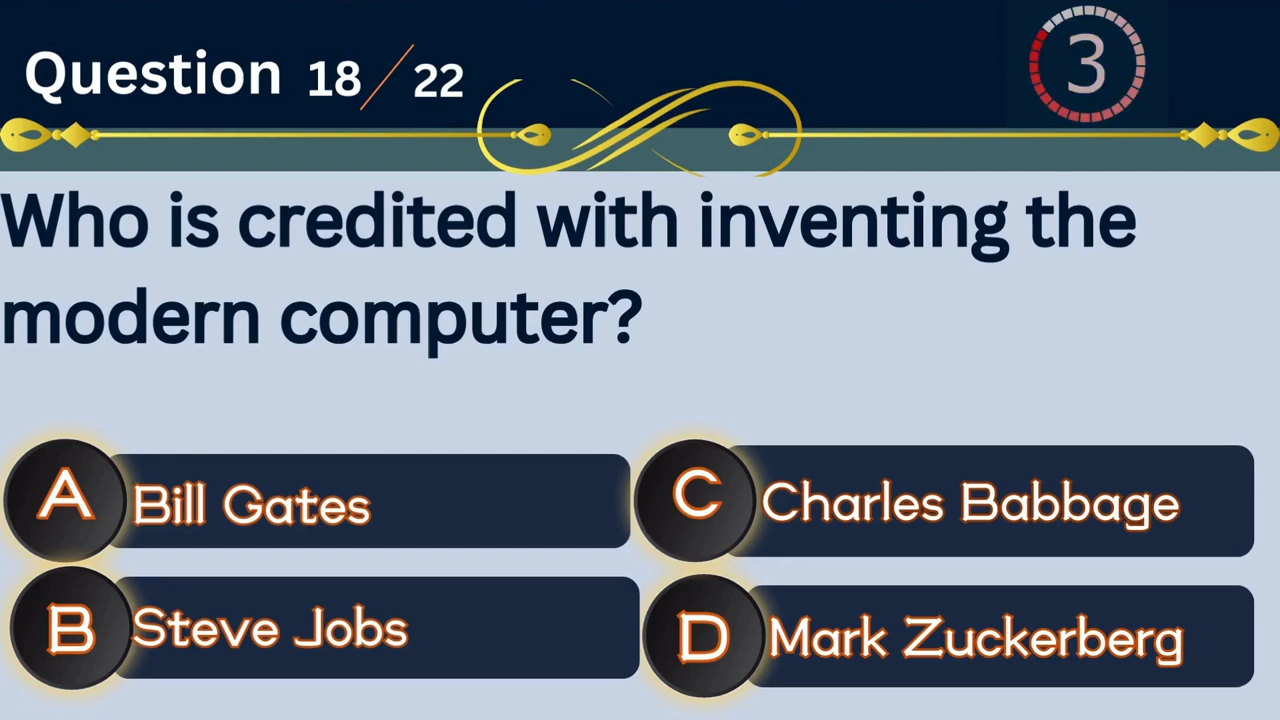 Question 18 / 22
3
Who is credited with inventing the
modern computer?
A Bill Gates
B Steve Jobs
C Charles Babbage
D Mark Zuckerberg